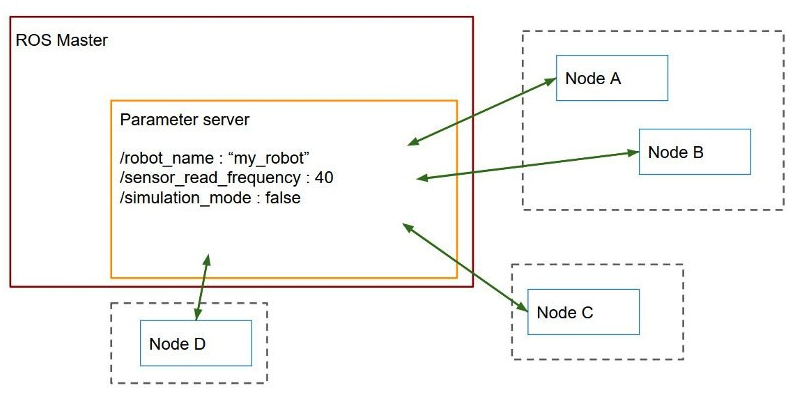 ROS Master
Parameter server
/robot_name : “my_robot”
/sensor_read_frequency : 40
/simulation_mode : false
Node A
Node B
Node C
Node D